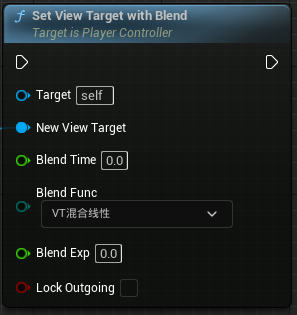 f Set View Target with Blend
Target is Player Controller
Target self
New View Target
Blend Time 0.0
Blend Func
VT混合线性
Blend Exp 0.0
Lock Outgoing